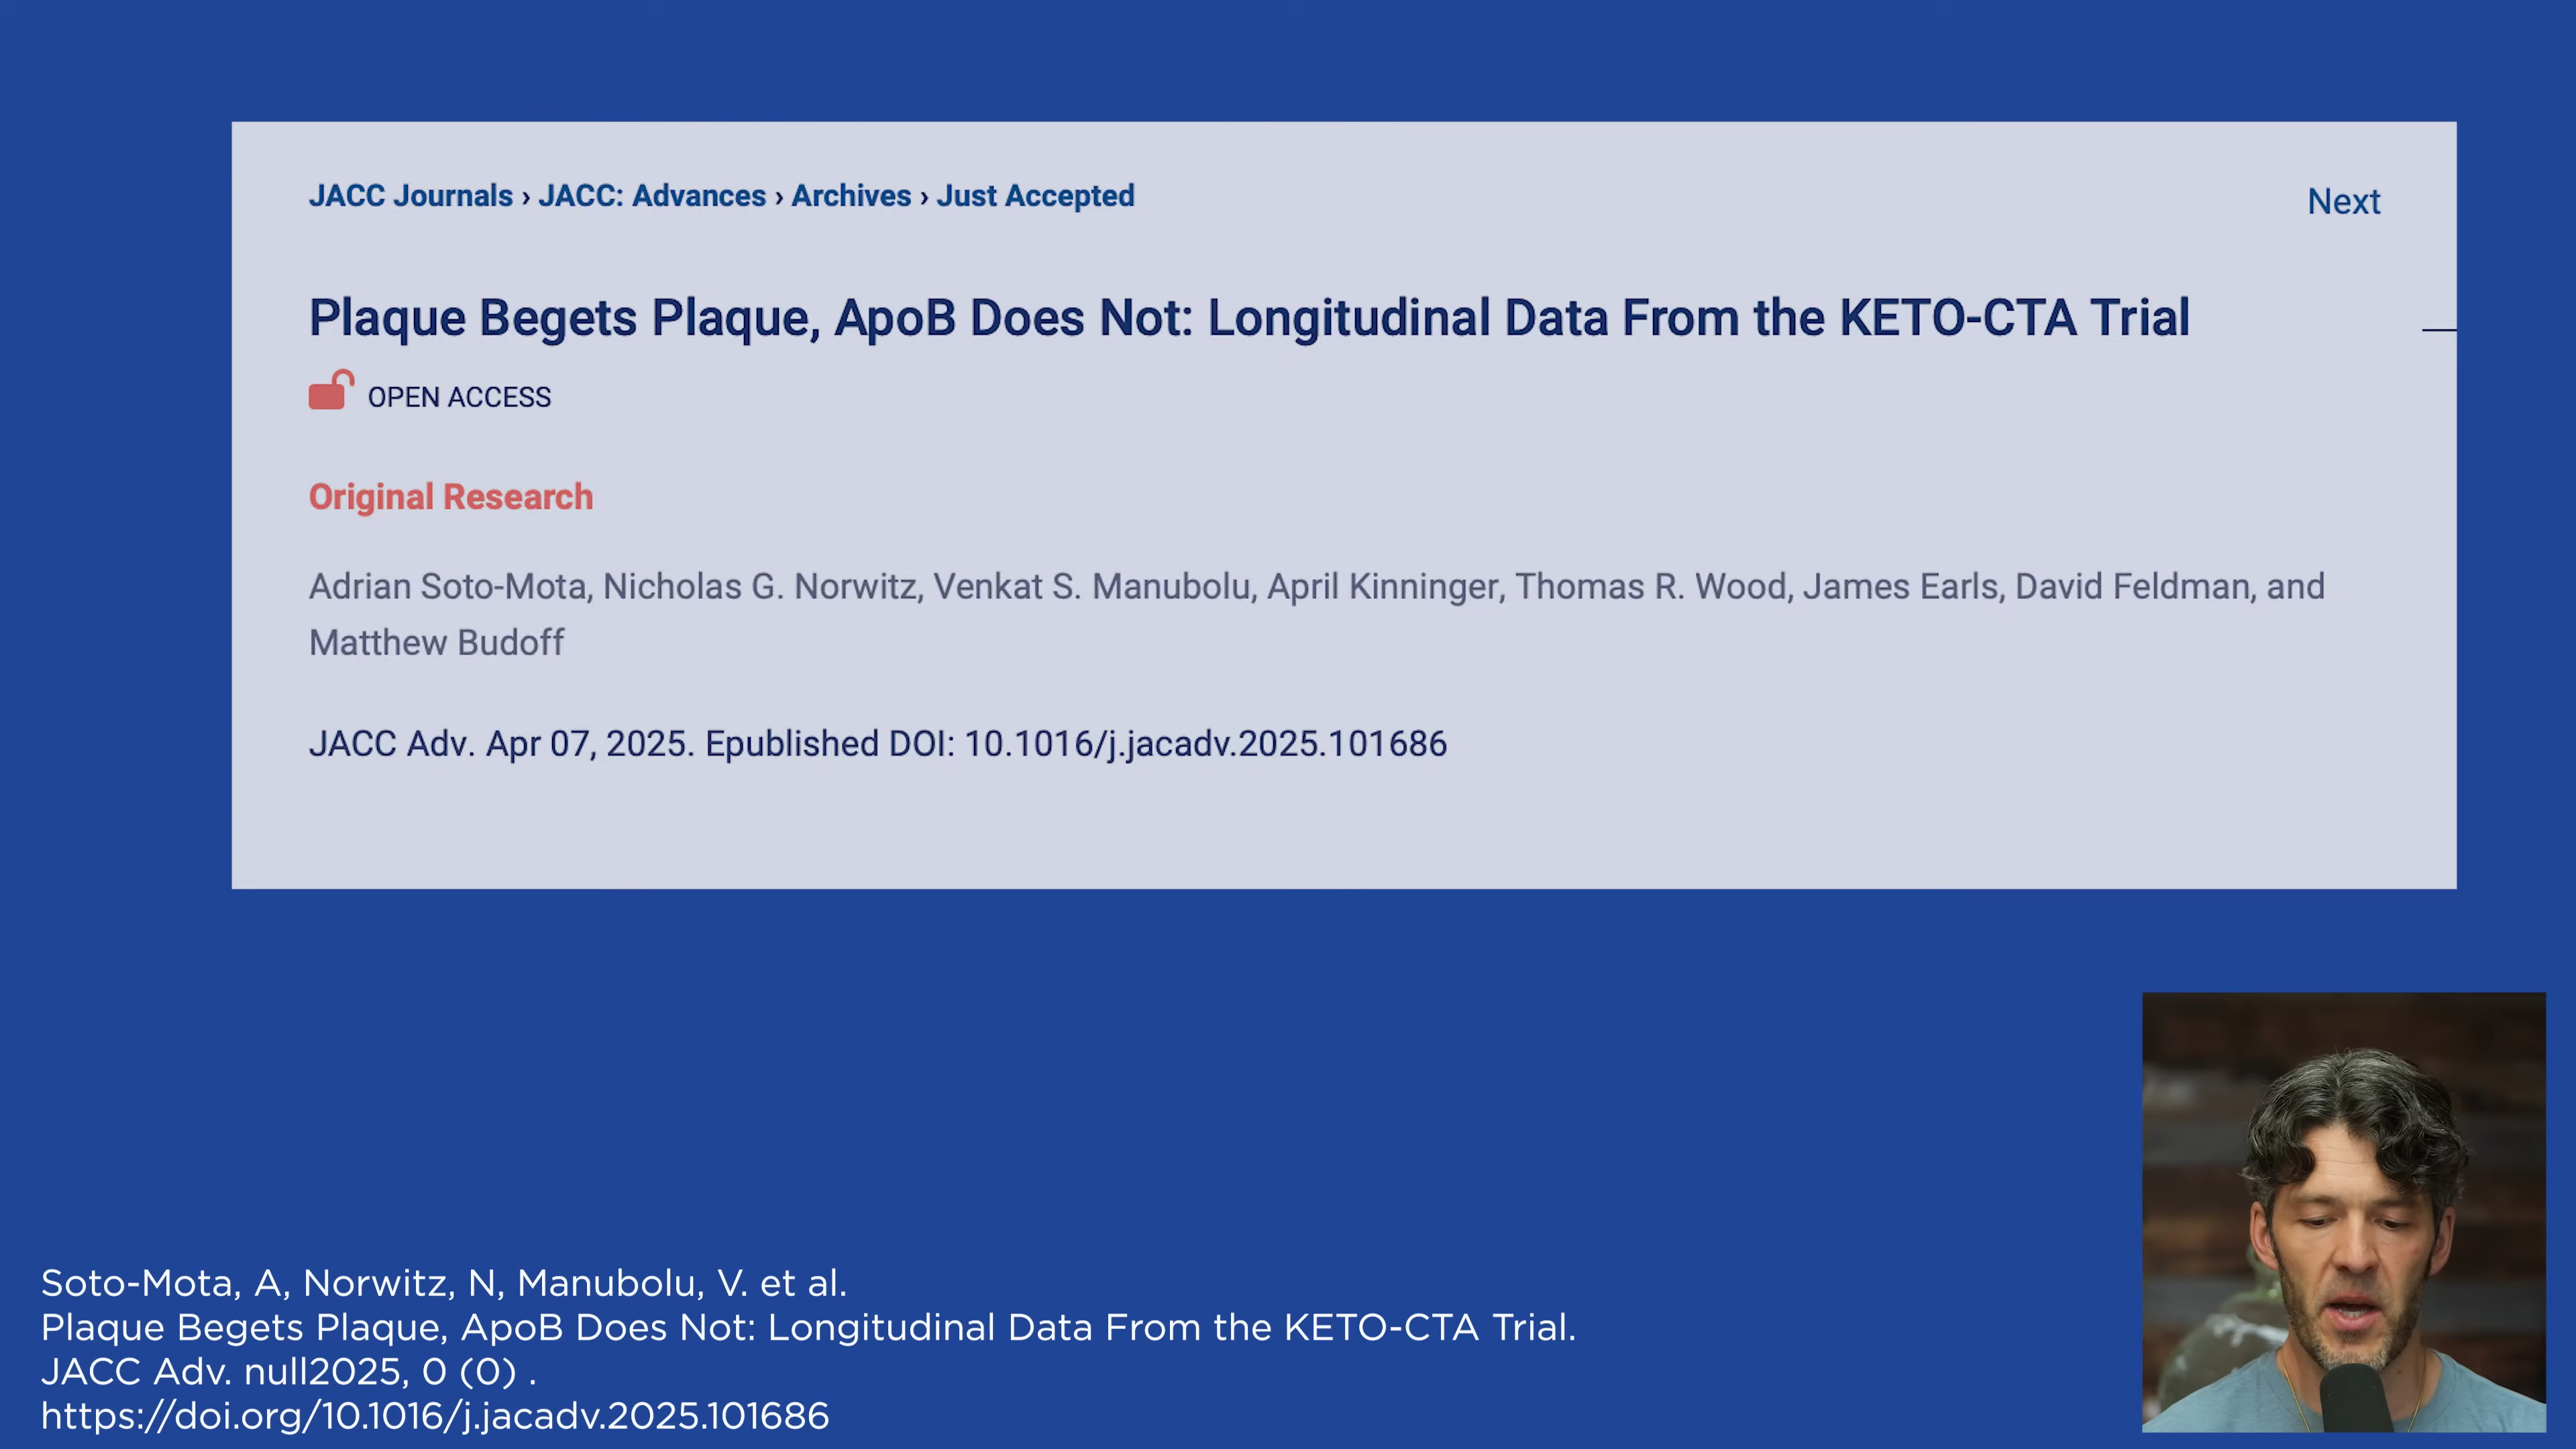 JACC Journals › JACC: Advances › Archives › Just Accepted
Next
Plaque Begets Plaque, ApoB Does Not: Longitudinal Data From the KETO-CTA Trial
OPEN ACCESS
Original Research
Adrian Soto-Mota, Nicholas G. Norwitz, Venkat S. Manubolu, April Kinninger, Thomas R. Wood, James Earls, David Feldman, and
Matthew Budoff
JACC Adv. Apr 07, 2025. Epublished DOI: 10.1016/j.jacadv.2025.101686
Soto-Mota, A, Norwitz, N, Manubolu, V. et al.
Plaque Begets Plaque, ApoB Does Not: Longitudinal Data From the KETO-CTA Trial.
JACC Adv. null2025, 0 (0) .
https://doi.org/10.1016/j.jacadv.2025.101686